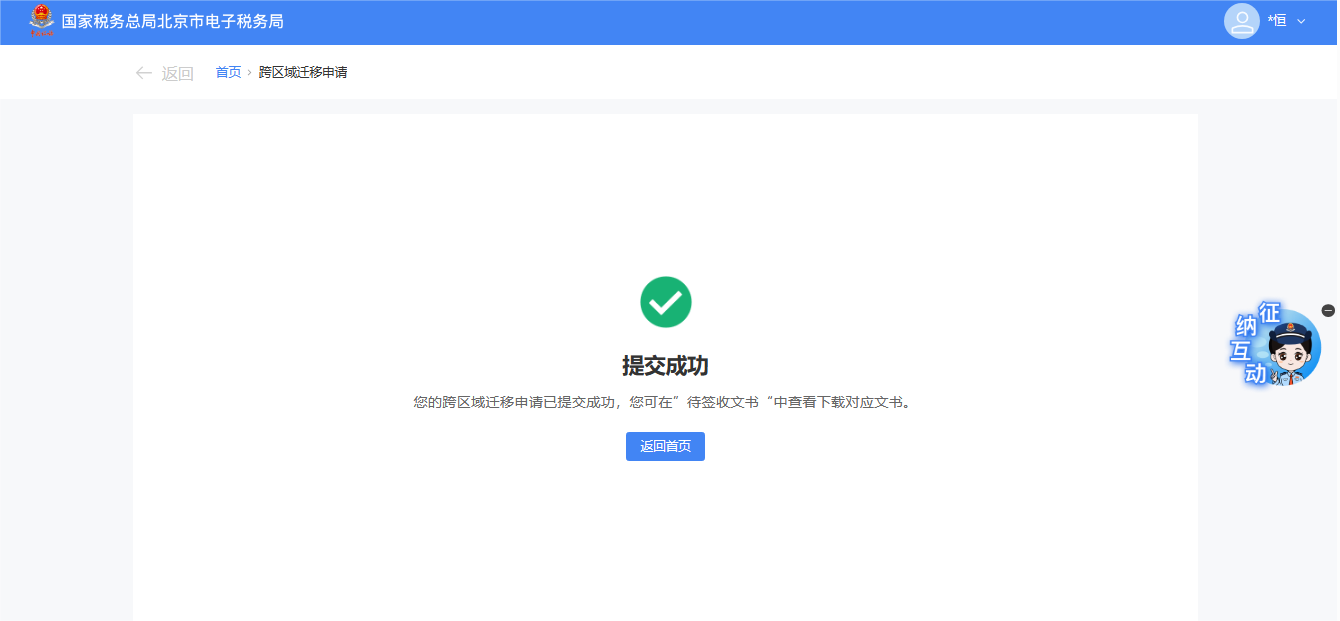 国家税务总局北京市电子税务局
*恒
返回 首页 › 跨区域迁移申请
征
纳
互
动
提交成功
您的跨区域迁移申请已提交成功，您可在”待签收文书“中查看下载对应文书。
返回首页